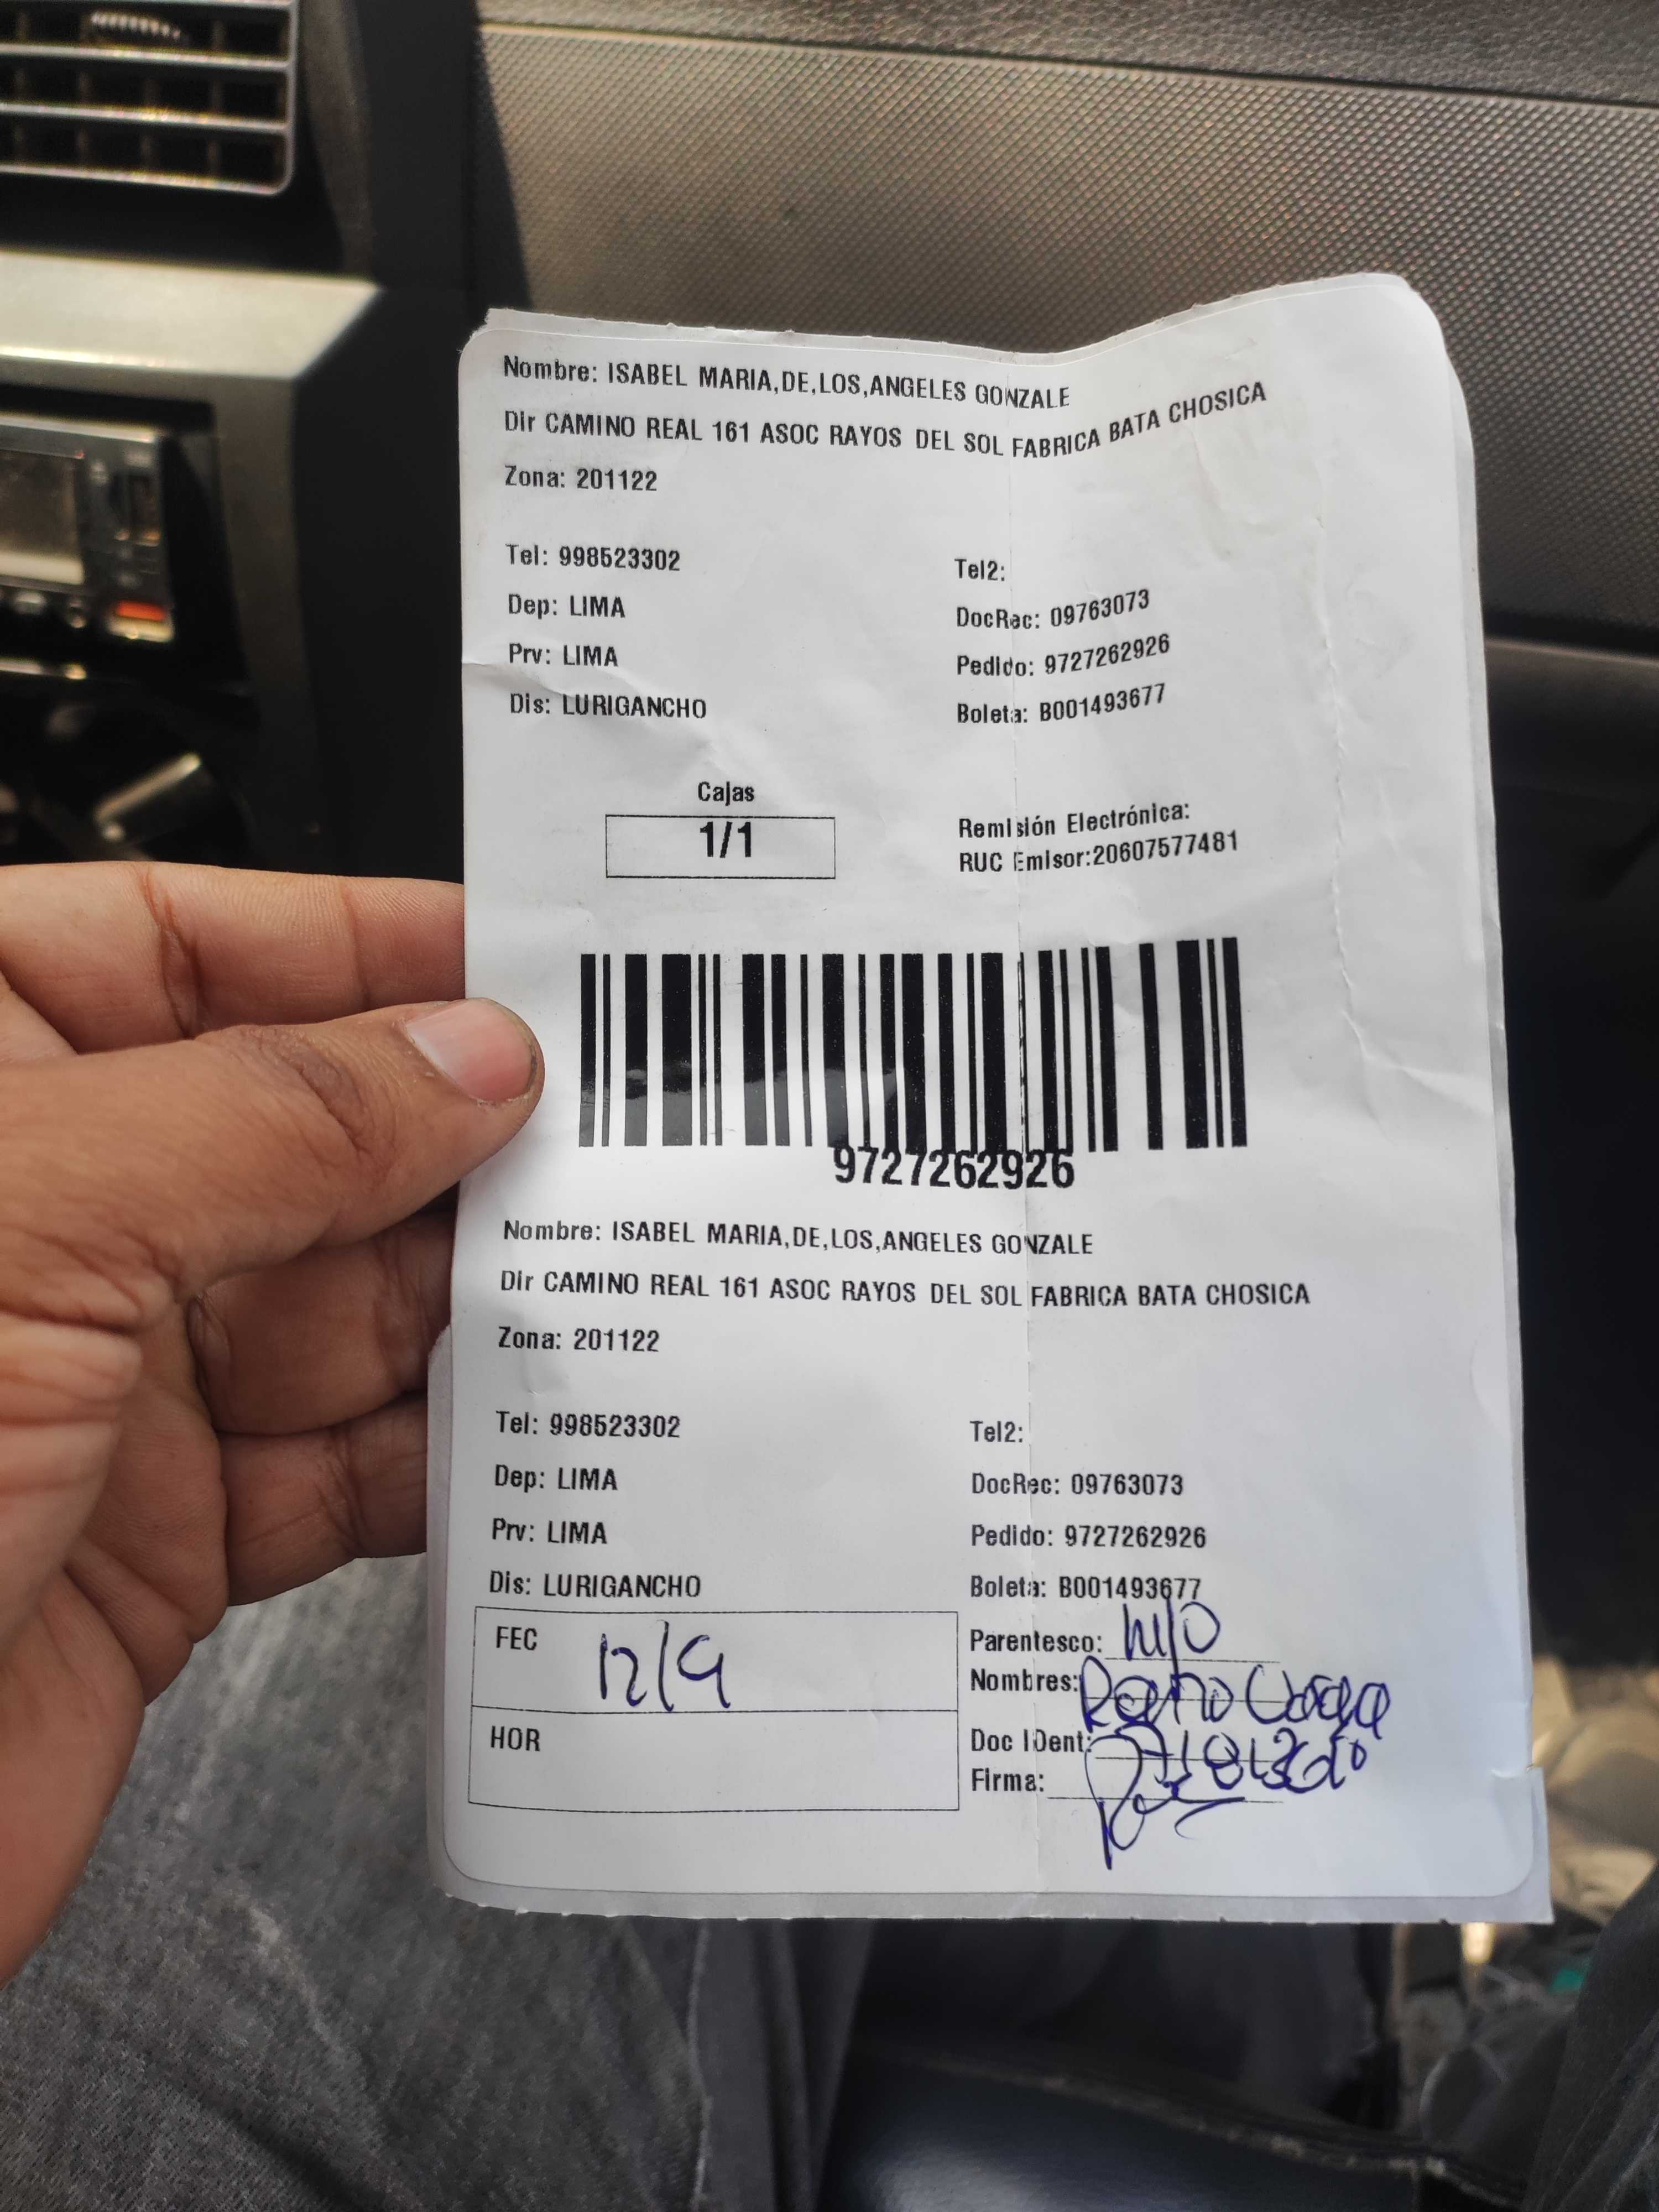 Nombre: ISABEL MARIA,DE,LOS,ANGELES GONZALE
Dir CAMINO REAL 161 ASOC RAYOS DEL SOL FABRICA BATA CHOSICA
Zona: 201122
Tel: 998523302 Tel2:
Dep: LIMA DocRec: 09763073
Prv: LIMA Pedido: 9727262926
Dis: LURIGANCHO Boleta: B001493677
Cajas
1/1
Remisión Electrónica:
RUC Emisor:20607577481
9727262926
Nombre: ISABEL MARIA,DE,LOS,ANGELES GONZALE
Dir CAMINO REAL 161 ASOC RAYOS DEL SOL FABRICA BATA CHOSICA
Zona: 201122
Tel: 998523302 Tel2:
Dep: LIMA DocRec: 09763073
Prv: LIMA Pedido: 9727262926
Dis: LURIGANCHO Boleta: B001493677
FEC 12/9 Parentesco: hijo
Nombres:
HOR Doc IDent:
Firma: